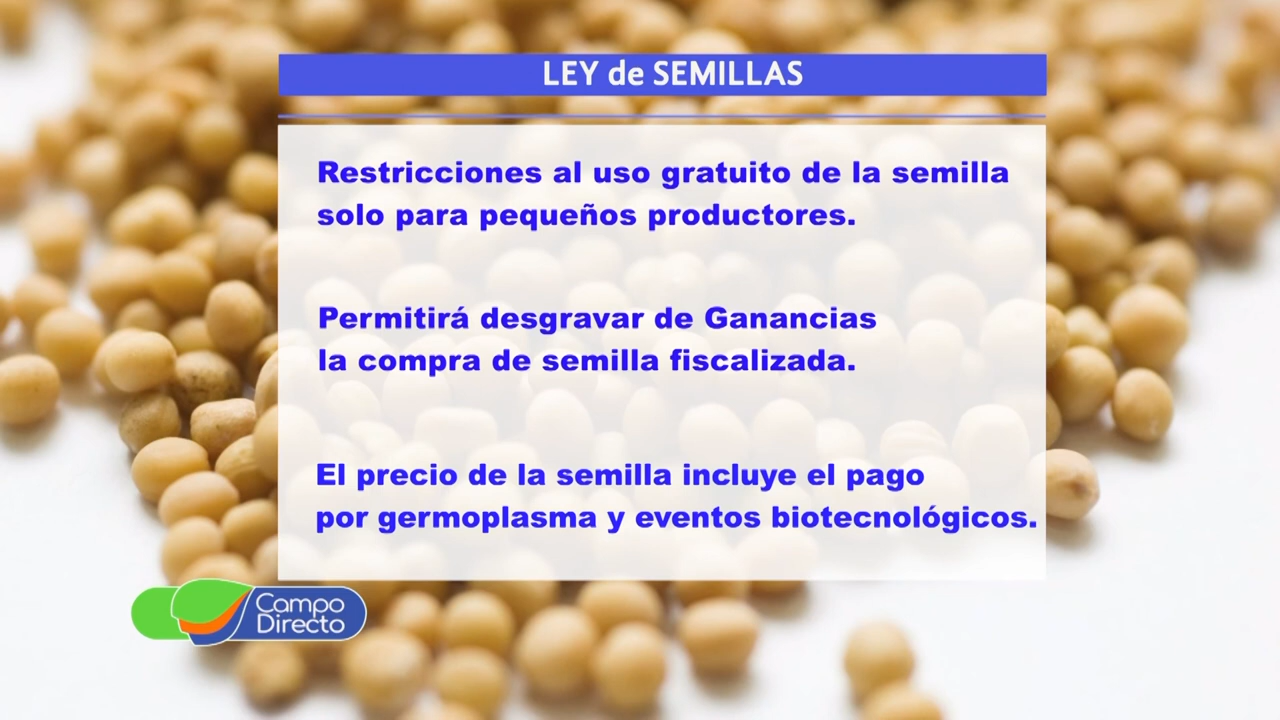 LEY de SEMILLAS
Restricciones al uso gratuito de la semilla
solo para pequeños productores.
Permitirá desgravar de Ganancias
la compra de semilla fiscalizada.
El precio de la semilla incluye el pago
por germoplasma y eventos biotecnológicos.
Campo
Directo